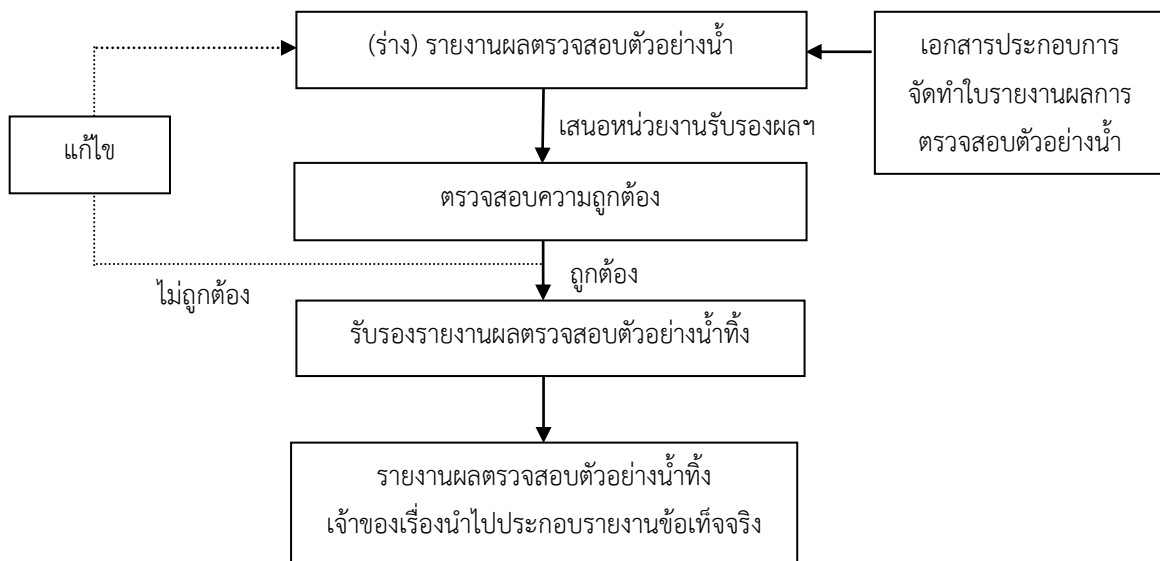 (ร่าง) รายงานผลตรวจสอบตัวอย่างน้ำ
เอกสารประกอบการ
จัดทำใบรายงานผลการ
ตรวจสอบตัวอย่างน้ำ
เสนอหน่วยงานรับรองผลฯ
แก้ไข
ตรวจสอบความถูกต้อง
ถูกต้อง
ไม่ถูกต้อง
รับรองรายงานผลตรวจสอบตัวอย่างน้ำทิ้ง
รายงานผลตรวจสอบตัวอย่างน้ำทิ้ง
เจ้าของเรื่องนำไปประกอบรายงานข้อเท็จจริง